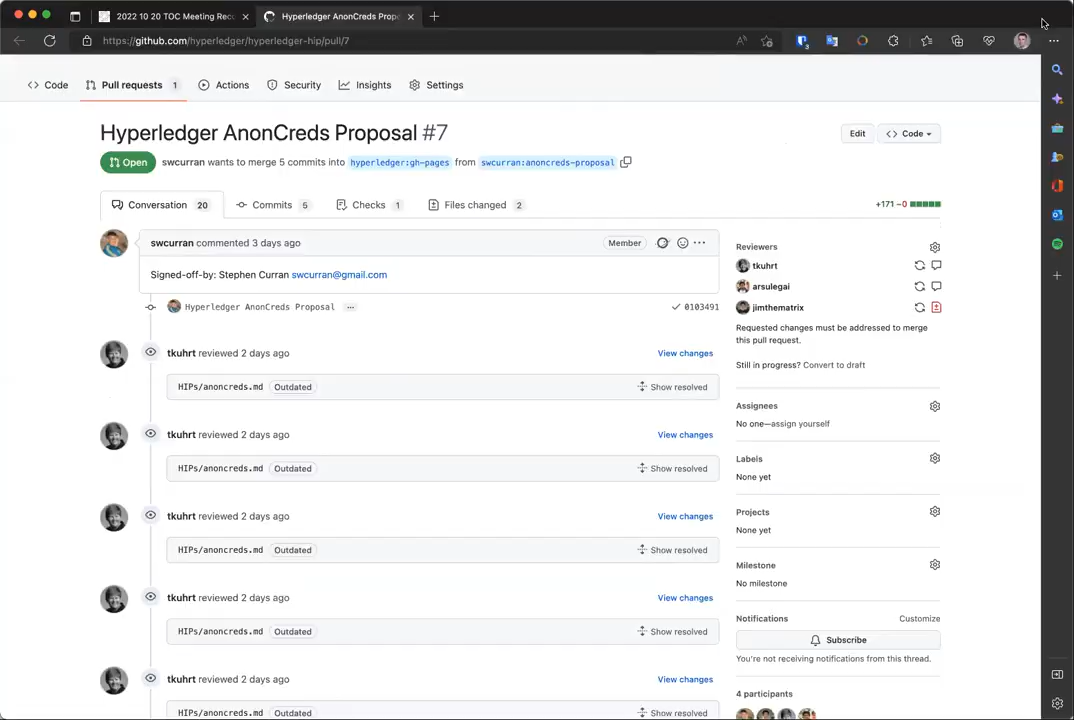 2022 10 20 TOC Meeting Reco
Hyperledger AnonCreds Propo
https://github.com/hyperledger/hyperledger-hip/pull/7
Code
Pull requests 1
Actions
Security
Insights
Settings
Hyperledger AnonCreds Proposal #7
Edit
Code
Open
swcurran wants to merge 5 commits into hyperledger:gh-pages from swcurran:anoncreds-proposal
Conversation 20
Commits 5
Checks 1
Files changed 2
+171 −0
swcurran commented 3 days ago
Member
Signed-off-by: Stephen Curran swcurran@gmail.com
Hyperledger AnonCreds Proposal
0103491
tkuhrt reviewed 2 days ago
View changes
HIPs/anoncreds.md Outdated
Show resolved
tkuhrt reviewed 2 days ago
View changes
HIPs/anoncreds.md Outdated
Show resolved
tkuhrt reviewed 2 days ago
View changes
HIPs/anoncreds.md Outdated
Show resolved
tkuhrt reviewed 2 days ago
View changes
HIPs/anoncreds.md Outdated
Show resolved
tkuhrt reviewed 2 days ago
View changes
HIPs/anoncreds.md Outdated
Show resolved
Reviewers
tkuhrt
arsulegai
jimthematrix
Requested changes must be addressed to merge
this pull request.
Still in progress? Convert to draft
Assignees
No one—assign yourself
Labels
None yet
Projects
None yet
Milestone
No milestone
Notifications
Customize
Subscribe
You're not receiving notifications from this thread.
4 participants